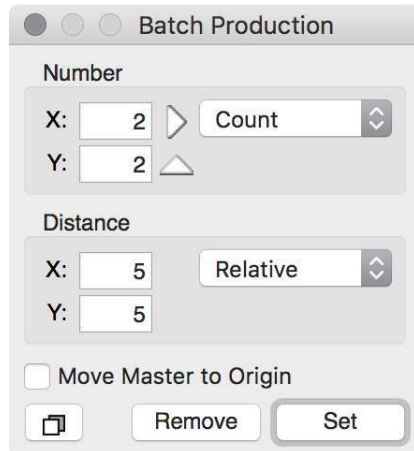 Batch Production
Number
X: 2 Count
Y: 2
Distance
X: 5 Relative
Y: 5
Move Master to Origin
Remove Set